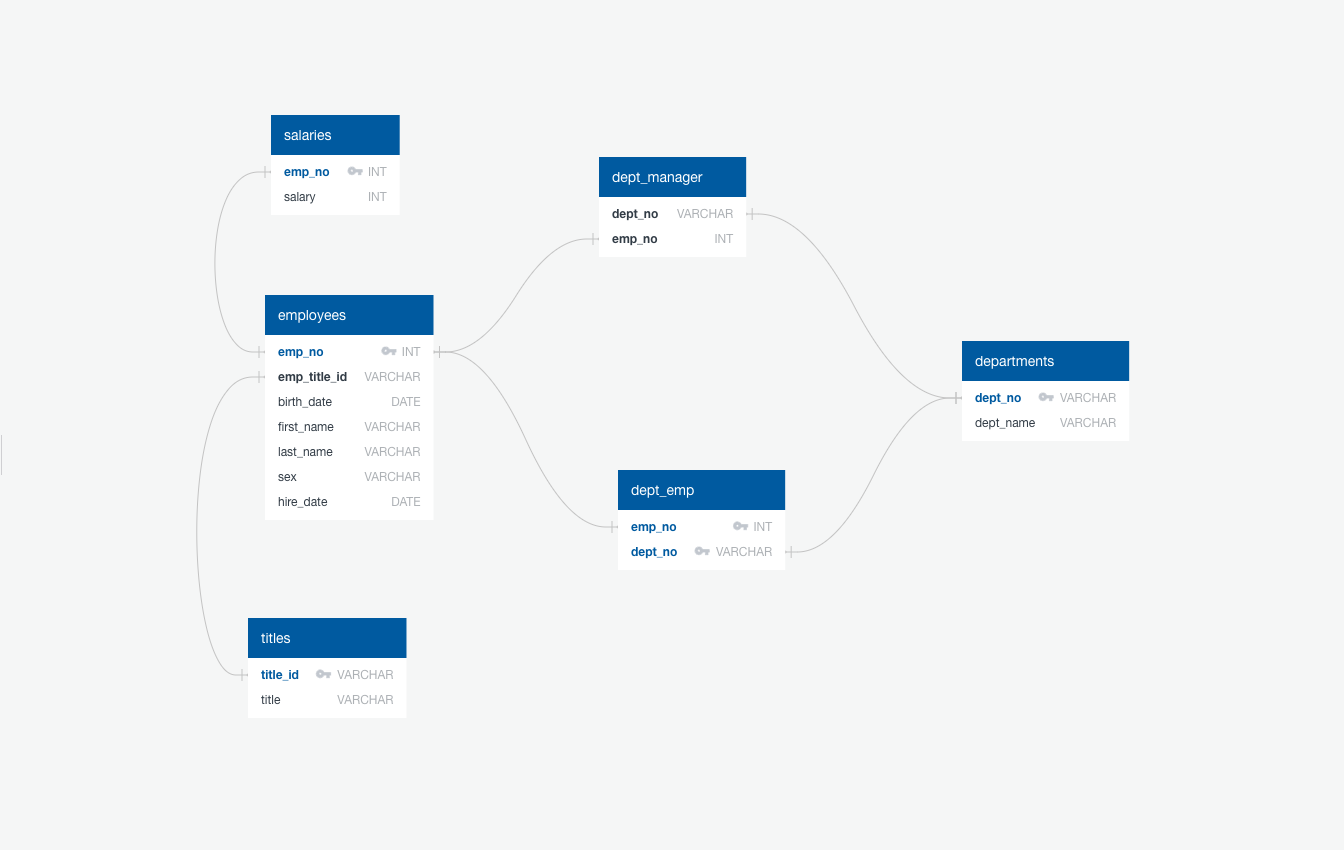 salaries
emp_no INT
salary INT
employees
emp_no INT
emp_title_id VARCHAR
birth_date DATE
first_name VARCHAR
last_name VARCHAR
sex VARCHAR
hire_date DATE
titles
title_id VARCHAR
title VARCHAR
dept_manager
dept_no VARCHAR
emp_no INT
dept_emp
emp_no INT
dept_no VARCHAR
departments
dept_no VARCHAR
dept_name VARCHAR